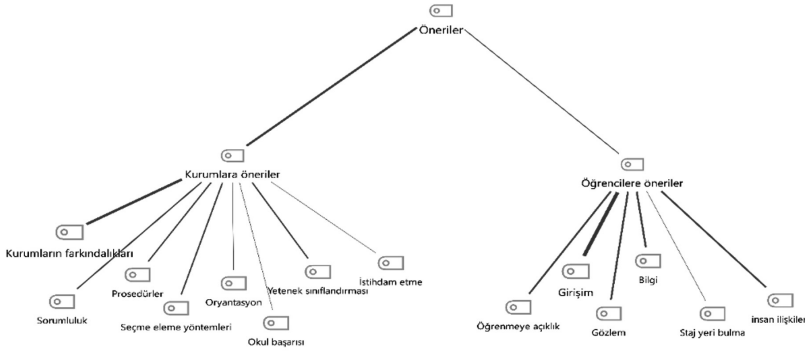 Öneriler
Kurumlara öneriler
Öğrencilere öneriler
Kurumların farkındalıkları
Sorumluluk
Prosedürler
Seçme eleme yöntemleri
Oryantasyon
Okul başarısı
Yetenek sınıflandırması
İstihdam etme
Öğrenmeye açıklık
Girişim
Gözlem
Bilgi
Staj yeri bulma
insan ilişkiler